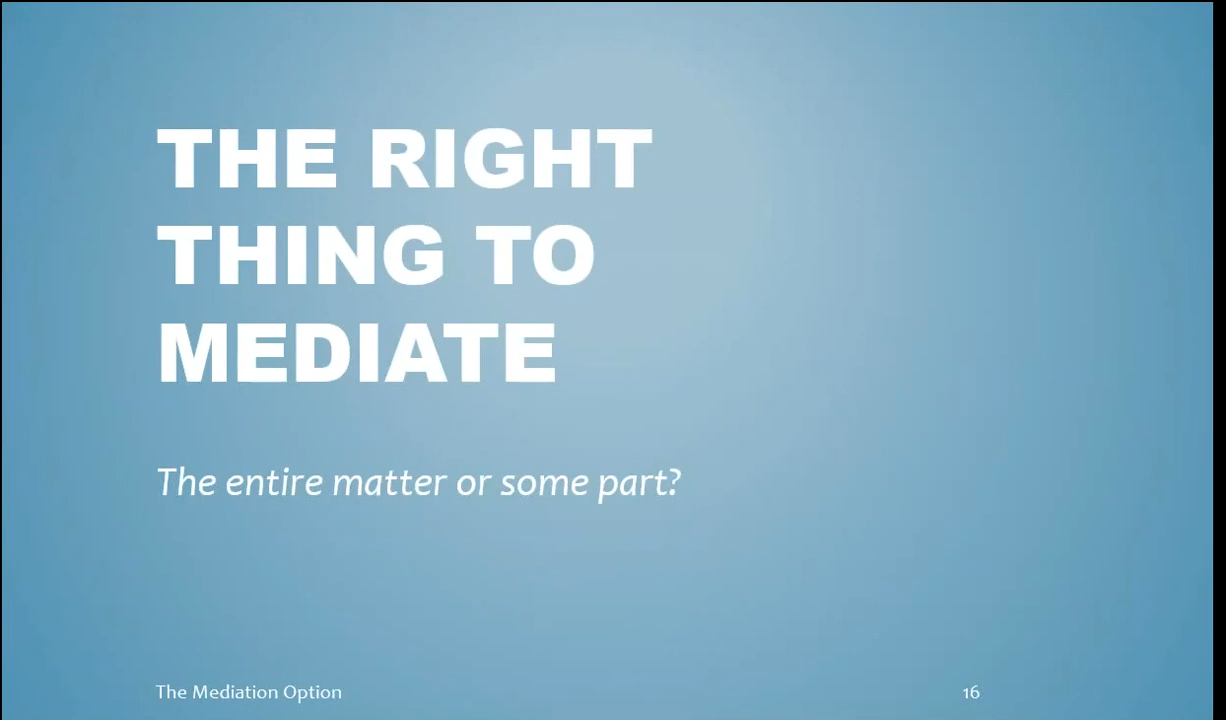 THE RIGHT
THING TO
MEDIATE
The entire matter or some part?
The Mediation Option
16